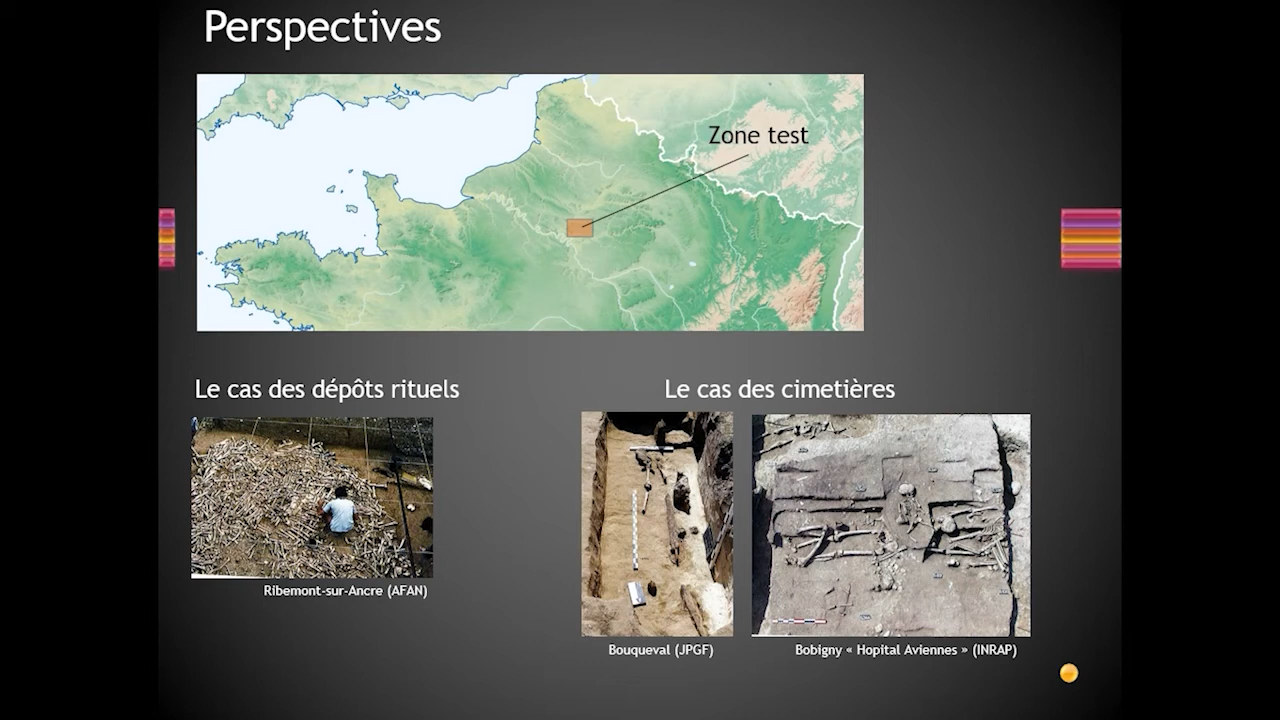 Perspectives
Zone test
Le cas des dépôts rituels
Le cas des cimetières
Ribemont-sur-Ancre (AFAN)
Bouqueval (JPGF)
Bobigny « Hopital Aviennes » (INRAP)